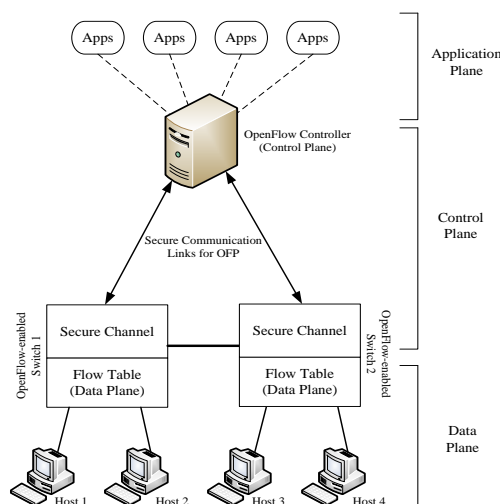 Apps
Apps
Apps
Apps
Application
Plane
OpenFlow Controller
(Control Plane)
Control
Plane
Secure Communication
Links for OFP
OpenFlow-enabled
Switch 1
Secure Channel
Flow Table
(Data Plane)
Secure Channel
Flow Table
(Data Plane)
OpenFlow-enabled
Switch 2
Data
Plane
Host 1
Host 2
Host 3
Host 4